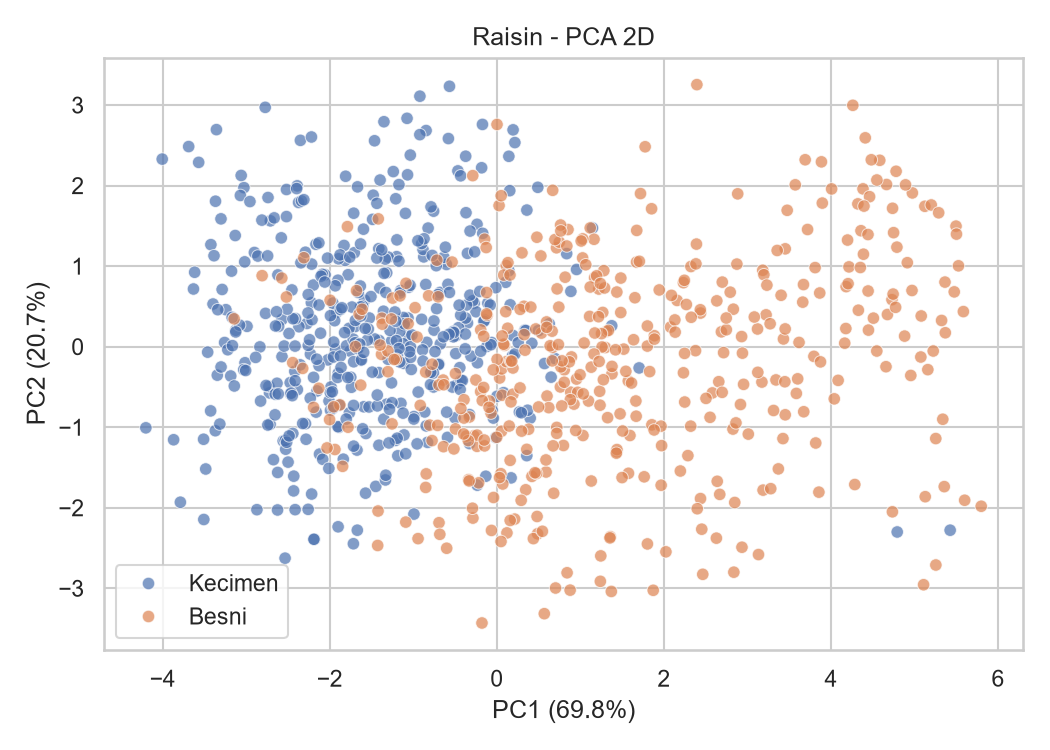 Raisin - PCA 2D
PC2 (20.7%)
3
2
1
0
−1
−2
−3
Kecimen
Besni
−4
−2
0
2
4
6
PC1 (69.8%)